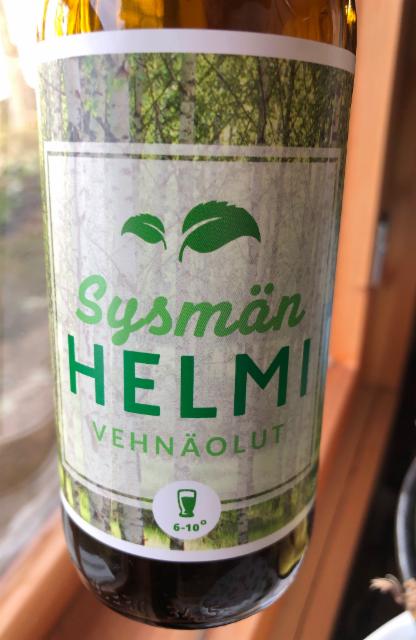 Sysmän
HELMI
VEHNÄOLUT
6-10°